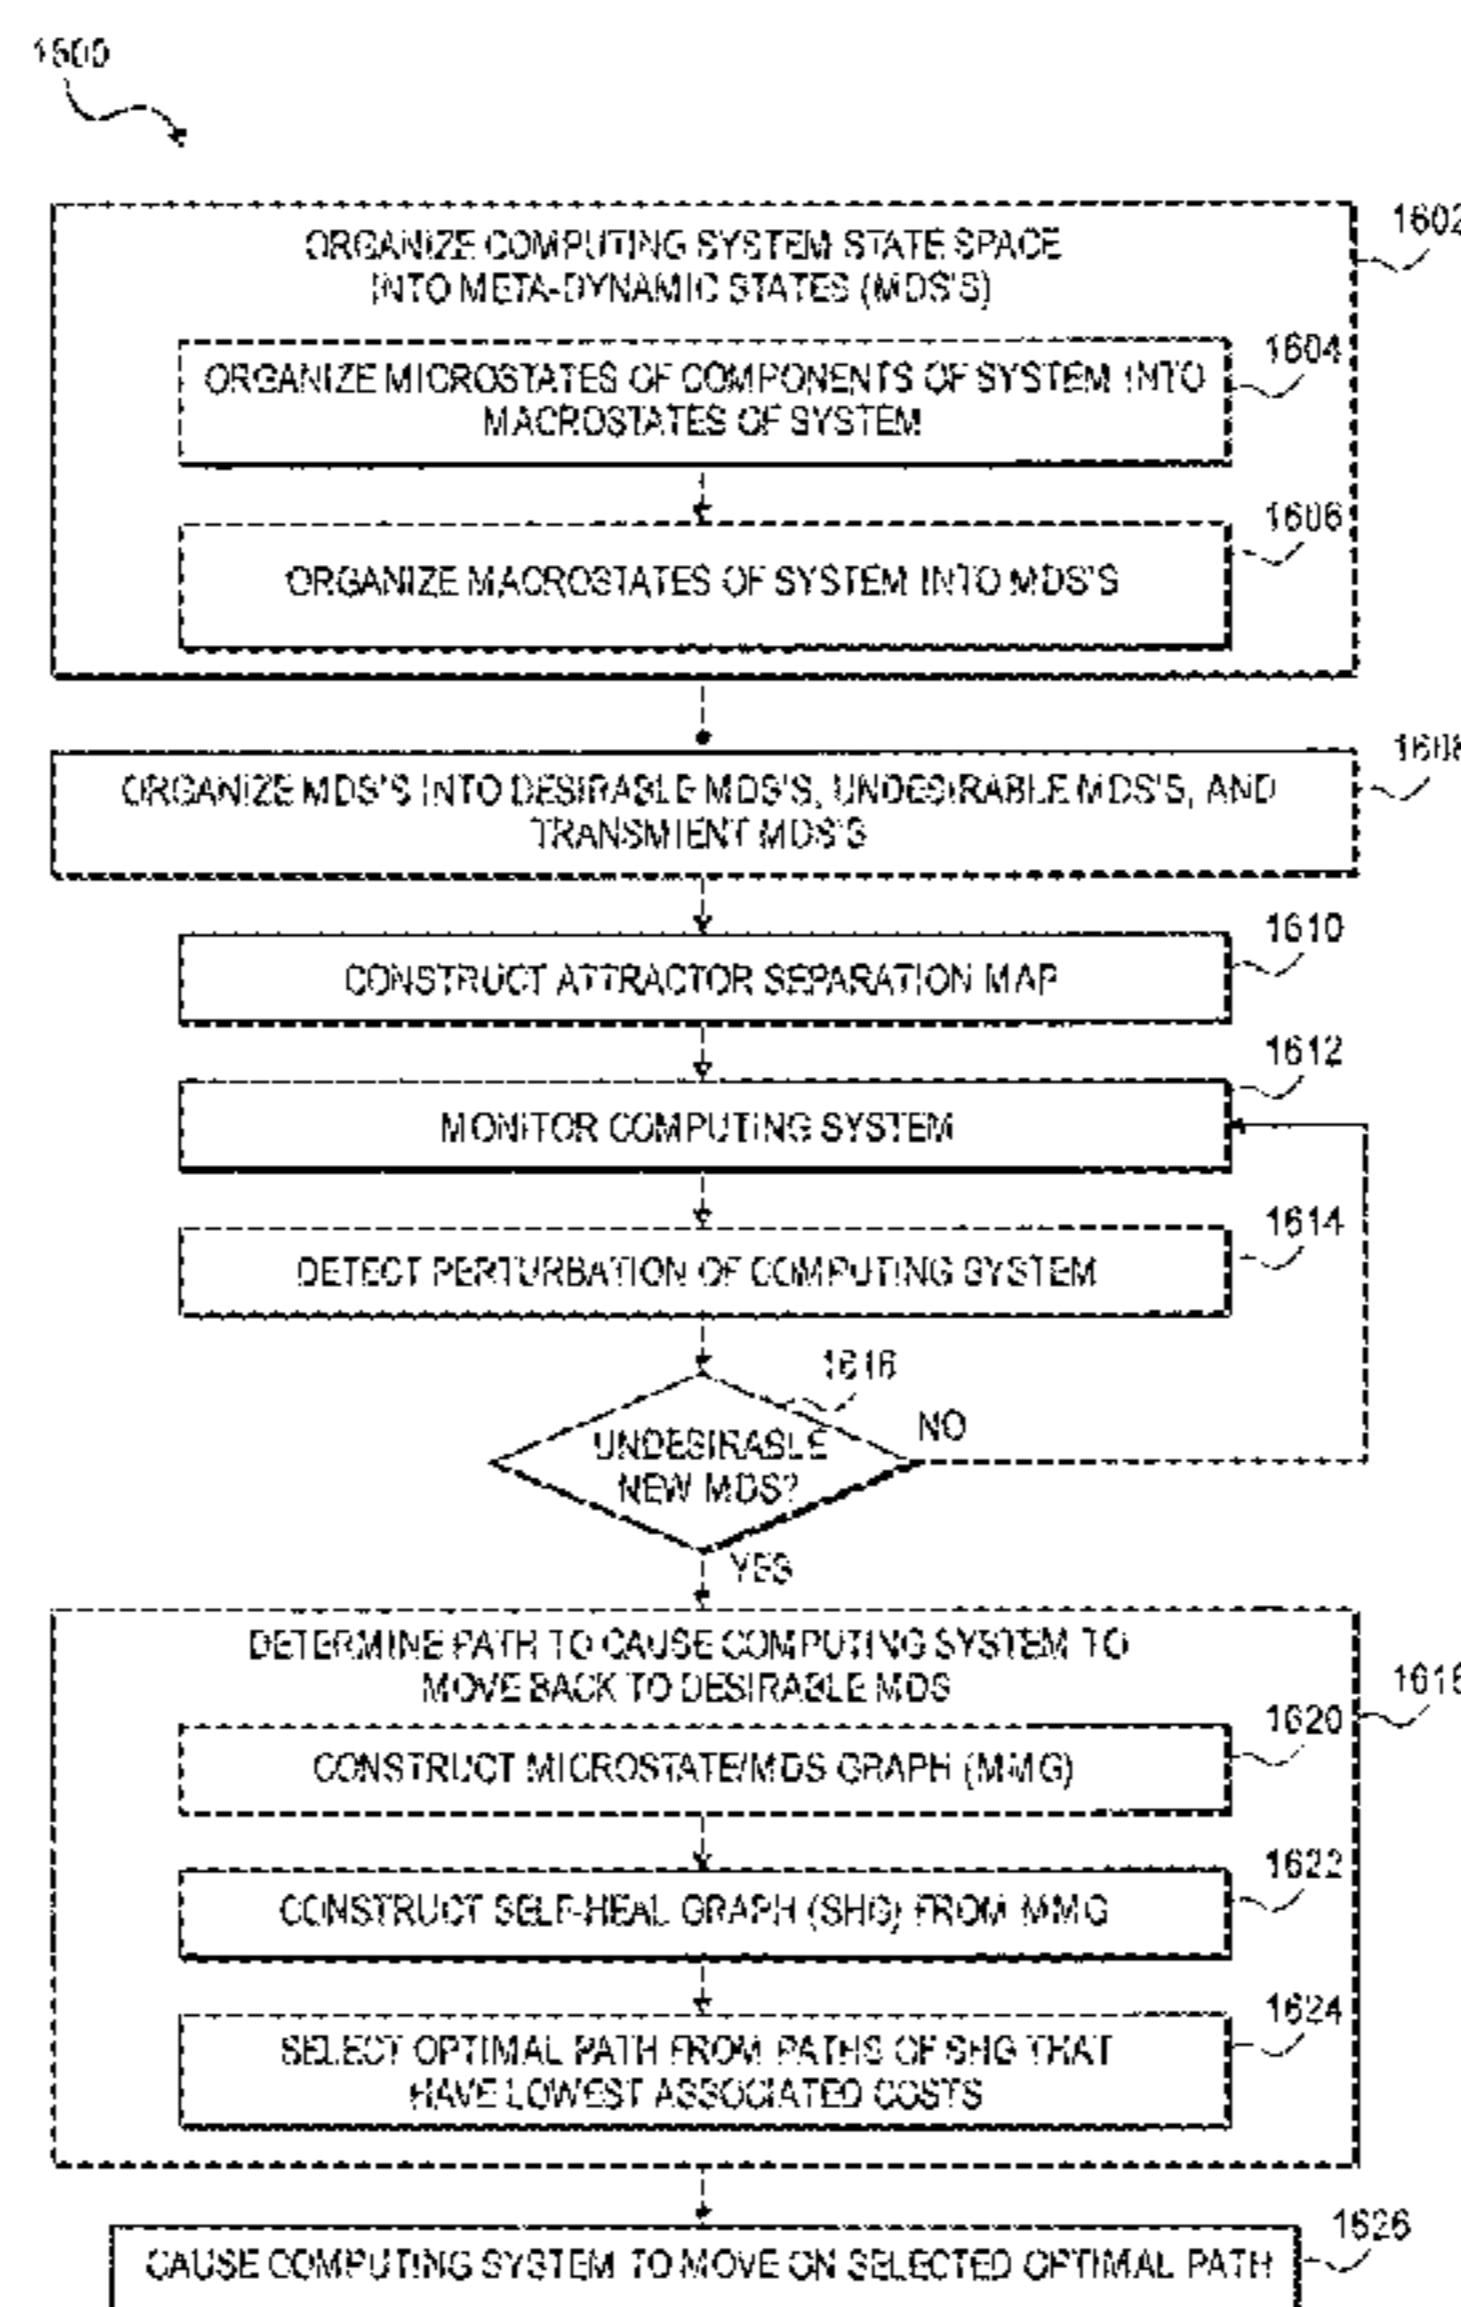 1600
1602
ORGANIZE COMPUTING SYSTEM STATE SPACE
INTO META-DYNAMIC STATES (MDS'S)
1604
ORGANIZE MICROSTATES OF COMPONENTS OF SYSTEM INTO
MACROSTATES OF SYSTEM
1606
ORGANIZE MACROSTATES OF SYSTEM INTO MDS'S
1608
ORGANIZE MDS'S INTO DESIRABLE MDS'S, UNDESIRABLE MDS'S, AND
TRANSMIENT MDS'S
1610
CONSTRUCT ATTRACTOR SEPARATION MAP
1612
MONITOR COMPUTING SYSTEM
1614
DETECT PERTURBATION OF COMPUTING SYSTEM
1616
UNDESIRABLE
NEW MDS?
NO
YES
DETERMINE PATH TO CAUSE COMPUTING SYSTEM TO
MOVE BACK TO DESIRABLE MDS
1620
CONSTRUCT MICROSTATE/MDS GRAPH (MMG)
1622
CONSTRUCT SELF-HEAL GRAPH (SHG) FROM MMG
1624
SELECT OPTIMAL PATH FROM PATHS OF SHG THAT
HAVE LOWEST ASSOCIATED COSTS
1626
CAUSE COMPUTING SYSTEM TO MOVE ON SELECTED OPTIMAL PATH